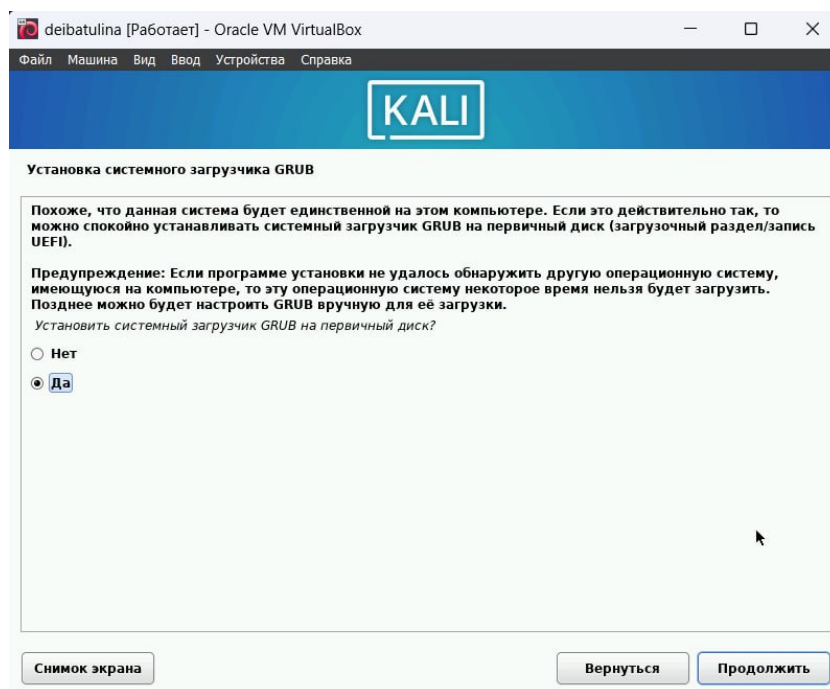 deibatulina [Работает] - Oracle VM VirtualBox
Файл Машина Вид Ввод Устройства Справка
KALI
Установка системного загрузчика GRUB
Похоже, что данная система будет единственной на этом компьютере. Если это действительно так, то
можно спокойно устанавливать системный загрузчик GRUB на первичный диск (загрузочный раздел/запись
UEFI).
Предупреждение: Если программе установки не удалось обнаружить другую операционную систему,
имеющуюся на компьютере, то эту операционную систему некоторое время нельзя будет загрузить.
Позднее можно будет настроить GRUB вручную для её загрузки.
Установить системный загрузчик GRUB на первичный диск?
Нет
Да
Снимок экрана Вернуться Продолжить